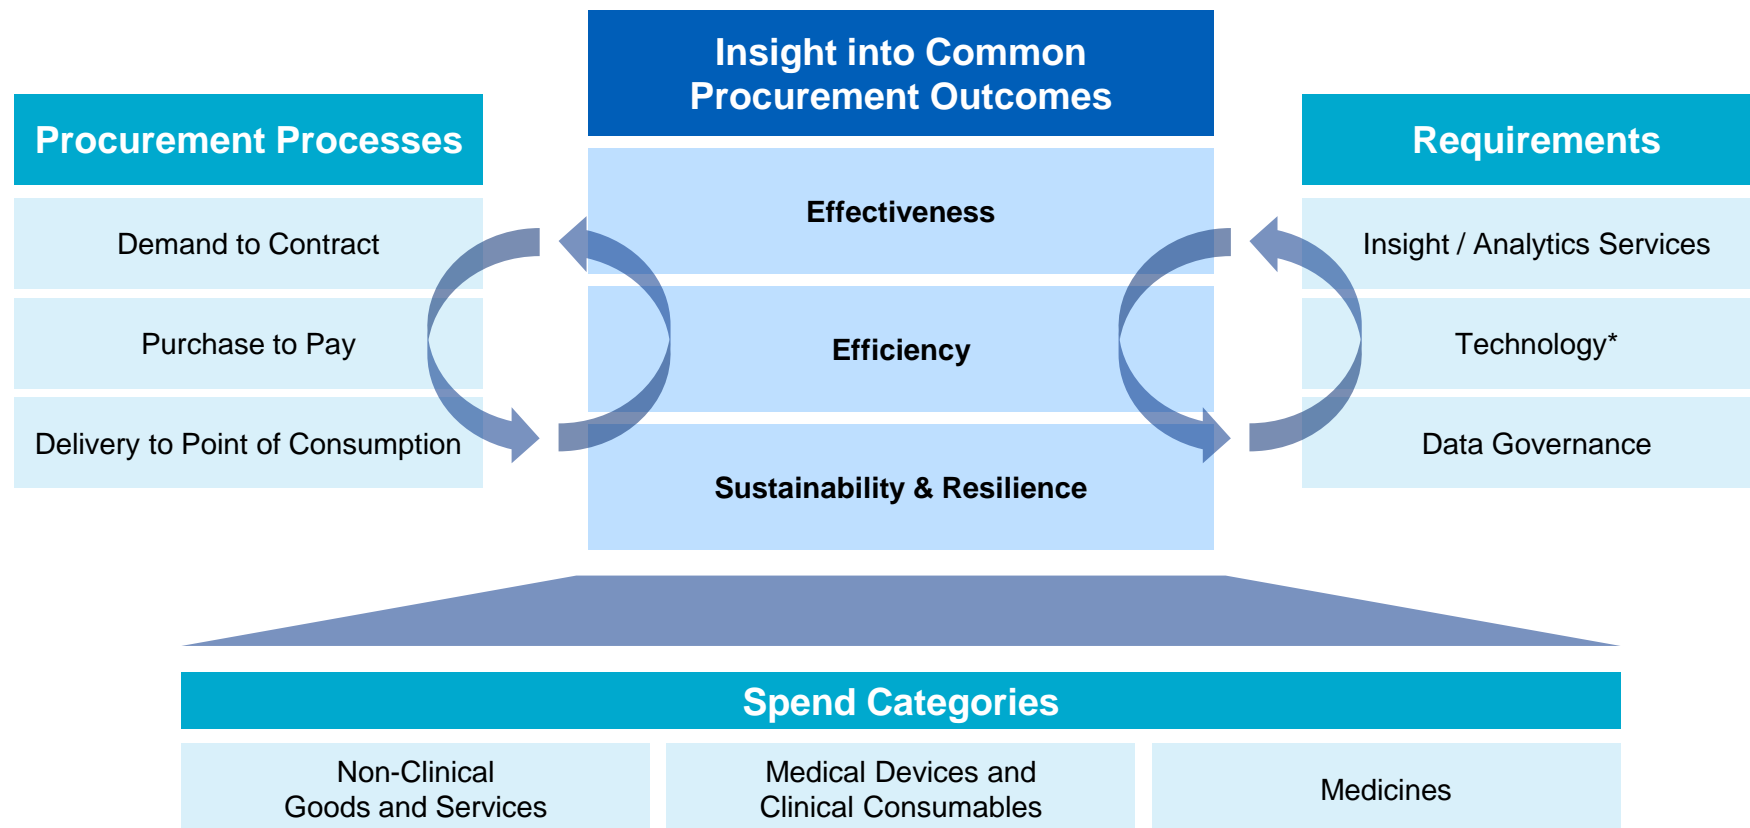 Insight into Common
Procurement Outcomes
Procurement Processes
Requirements
Effectiveness
Demand to Contract
Insight / Analytics Services
Purchase to Pay
Efficiency
Technology*
Delivery to Point of Consumption
Data Governance
Sustainability & Resilience
Spend Categories
Non-Clinical
Goods and Services
Medical Devices and
Clinical Consumables
Medicines